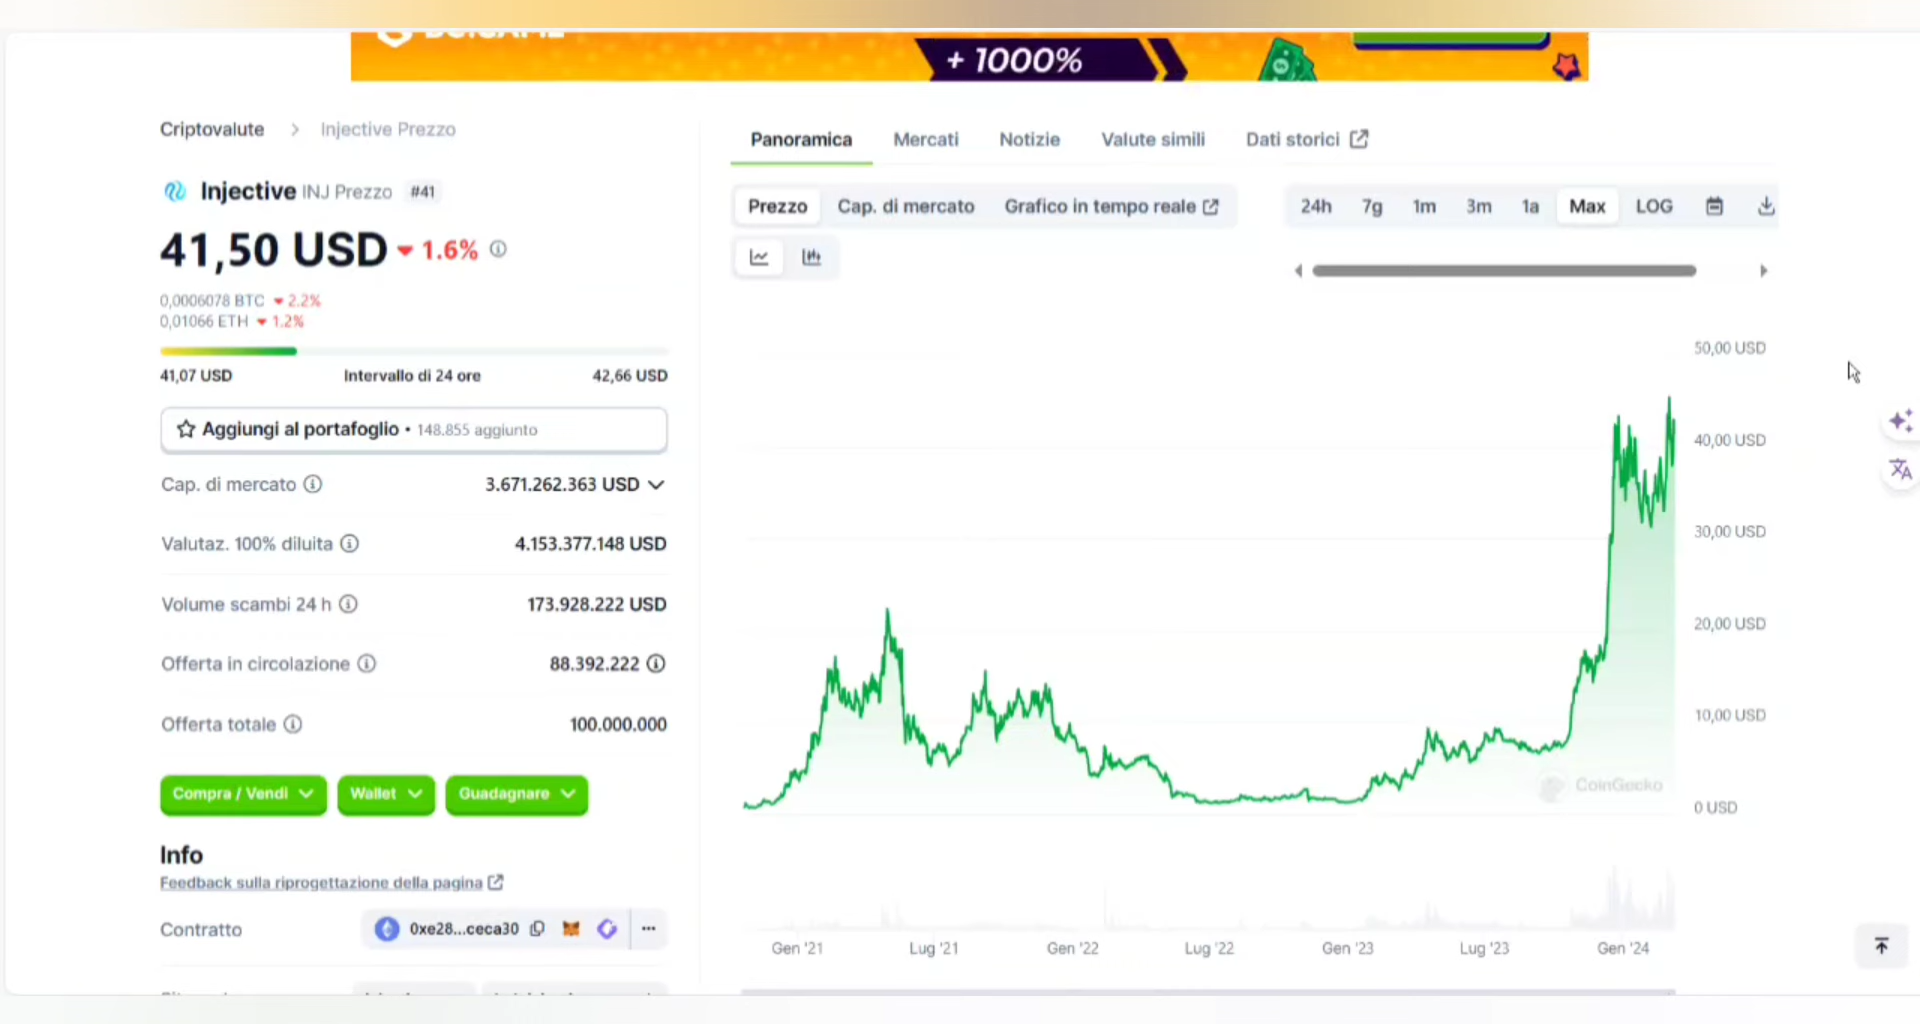 + 1000%
Criptovalute > Injective Prezzo
Injective INJ Prezzo #41
41,50 USD 1.6%
0,0006078 BTC 2.2%
0,01066 ETH 1.2%
41,07 USD Intervallo di 24 ore 42,66 USD
Aggiungi al portafoglio • 148.855 aggiunto
Cap. di mercato 3.671.262.363 USD
Valutaz. 100% diluita 4.153.377.148 USD
Volume scambi 24 h 173.928.222 USD
Offerta in circolazione 88.392.222
Offerta totale 100.000.000
Compra / Vendi Wallet Guadagnare
Info
Feedback sulla riprogettazione della pagina
Contratto 0xe28...ceca30 ...
Panoramica Mercati Notizie Valute simili Dati storici
Prezzo Cap. di mercato Grafico in tempo reale 24h 7g 1m 3m 1a Max LOG
50,00 USD
40,00 USD
30,00 USD
20,00 USD
10,00 USD
CoinGecko
0 USD
Gen '21 Lug '21 Gen '22 Lug '22 Gen '23 Lug '23 Gen '24